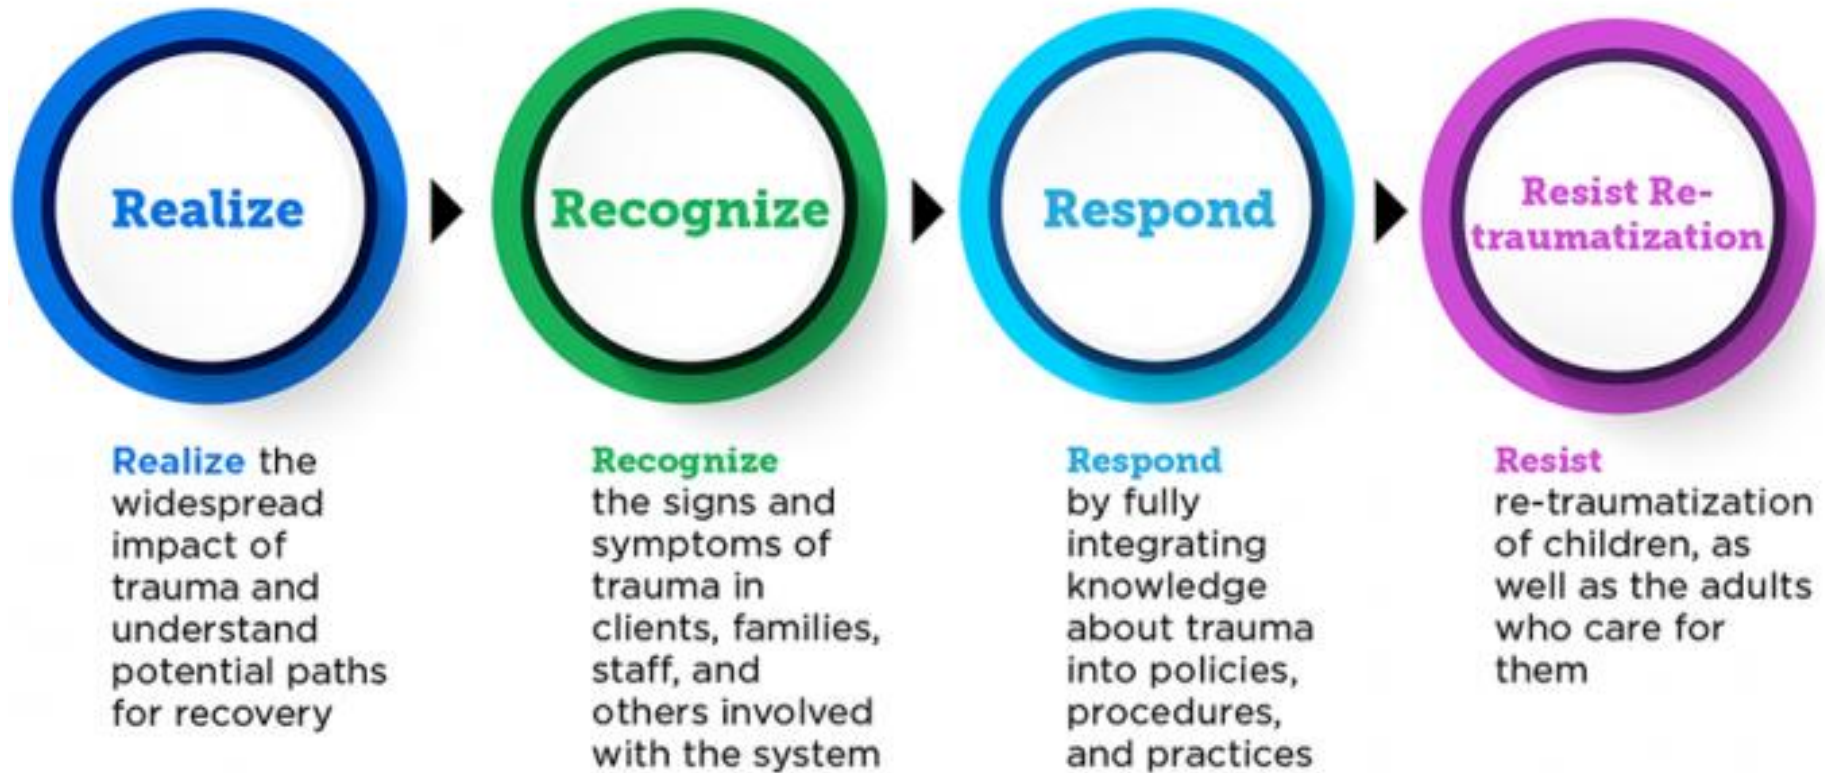 Realize
Recognize
Respond
Resist Re-
traumatization
Realize the
widespread
impact of
trauma and
understand
potential paths
for recovery
Recognize
the signs and
symptoms of
trauma in
clients, families,
staff, and
others involved
with the system
Respond
by fully
integrating
knowledge
about trauma
into policies,
procedures,
and practices
Resist
re-traumatization
of children, as
well as the adults
who care for
them